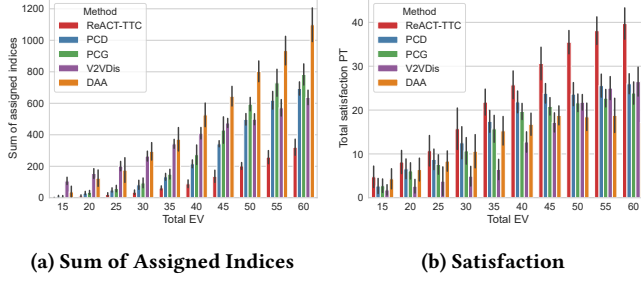 Method
ReACT-TTC
PCD
PCG
V2VDis
DAA
Sum of assigned indices
1200
1000
800
600
400
200
0
15 20 25 30 35 40 45 50 55 60
Total EV
(a) Sum of Assigned Indices
Method
ReACT-TTC
PCD
PCG
V2VDis
DAA
Total satisfaction PT
40
30
20
10
0
15 20 25 30 35 40 45 50 55 60
Total EV
(b) Satisfaction